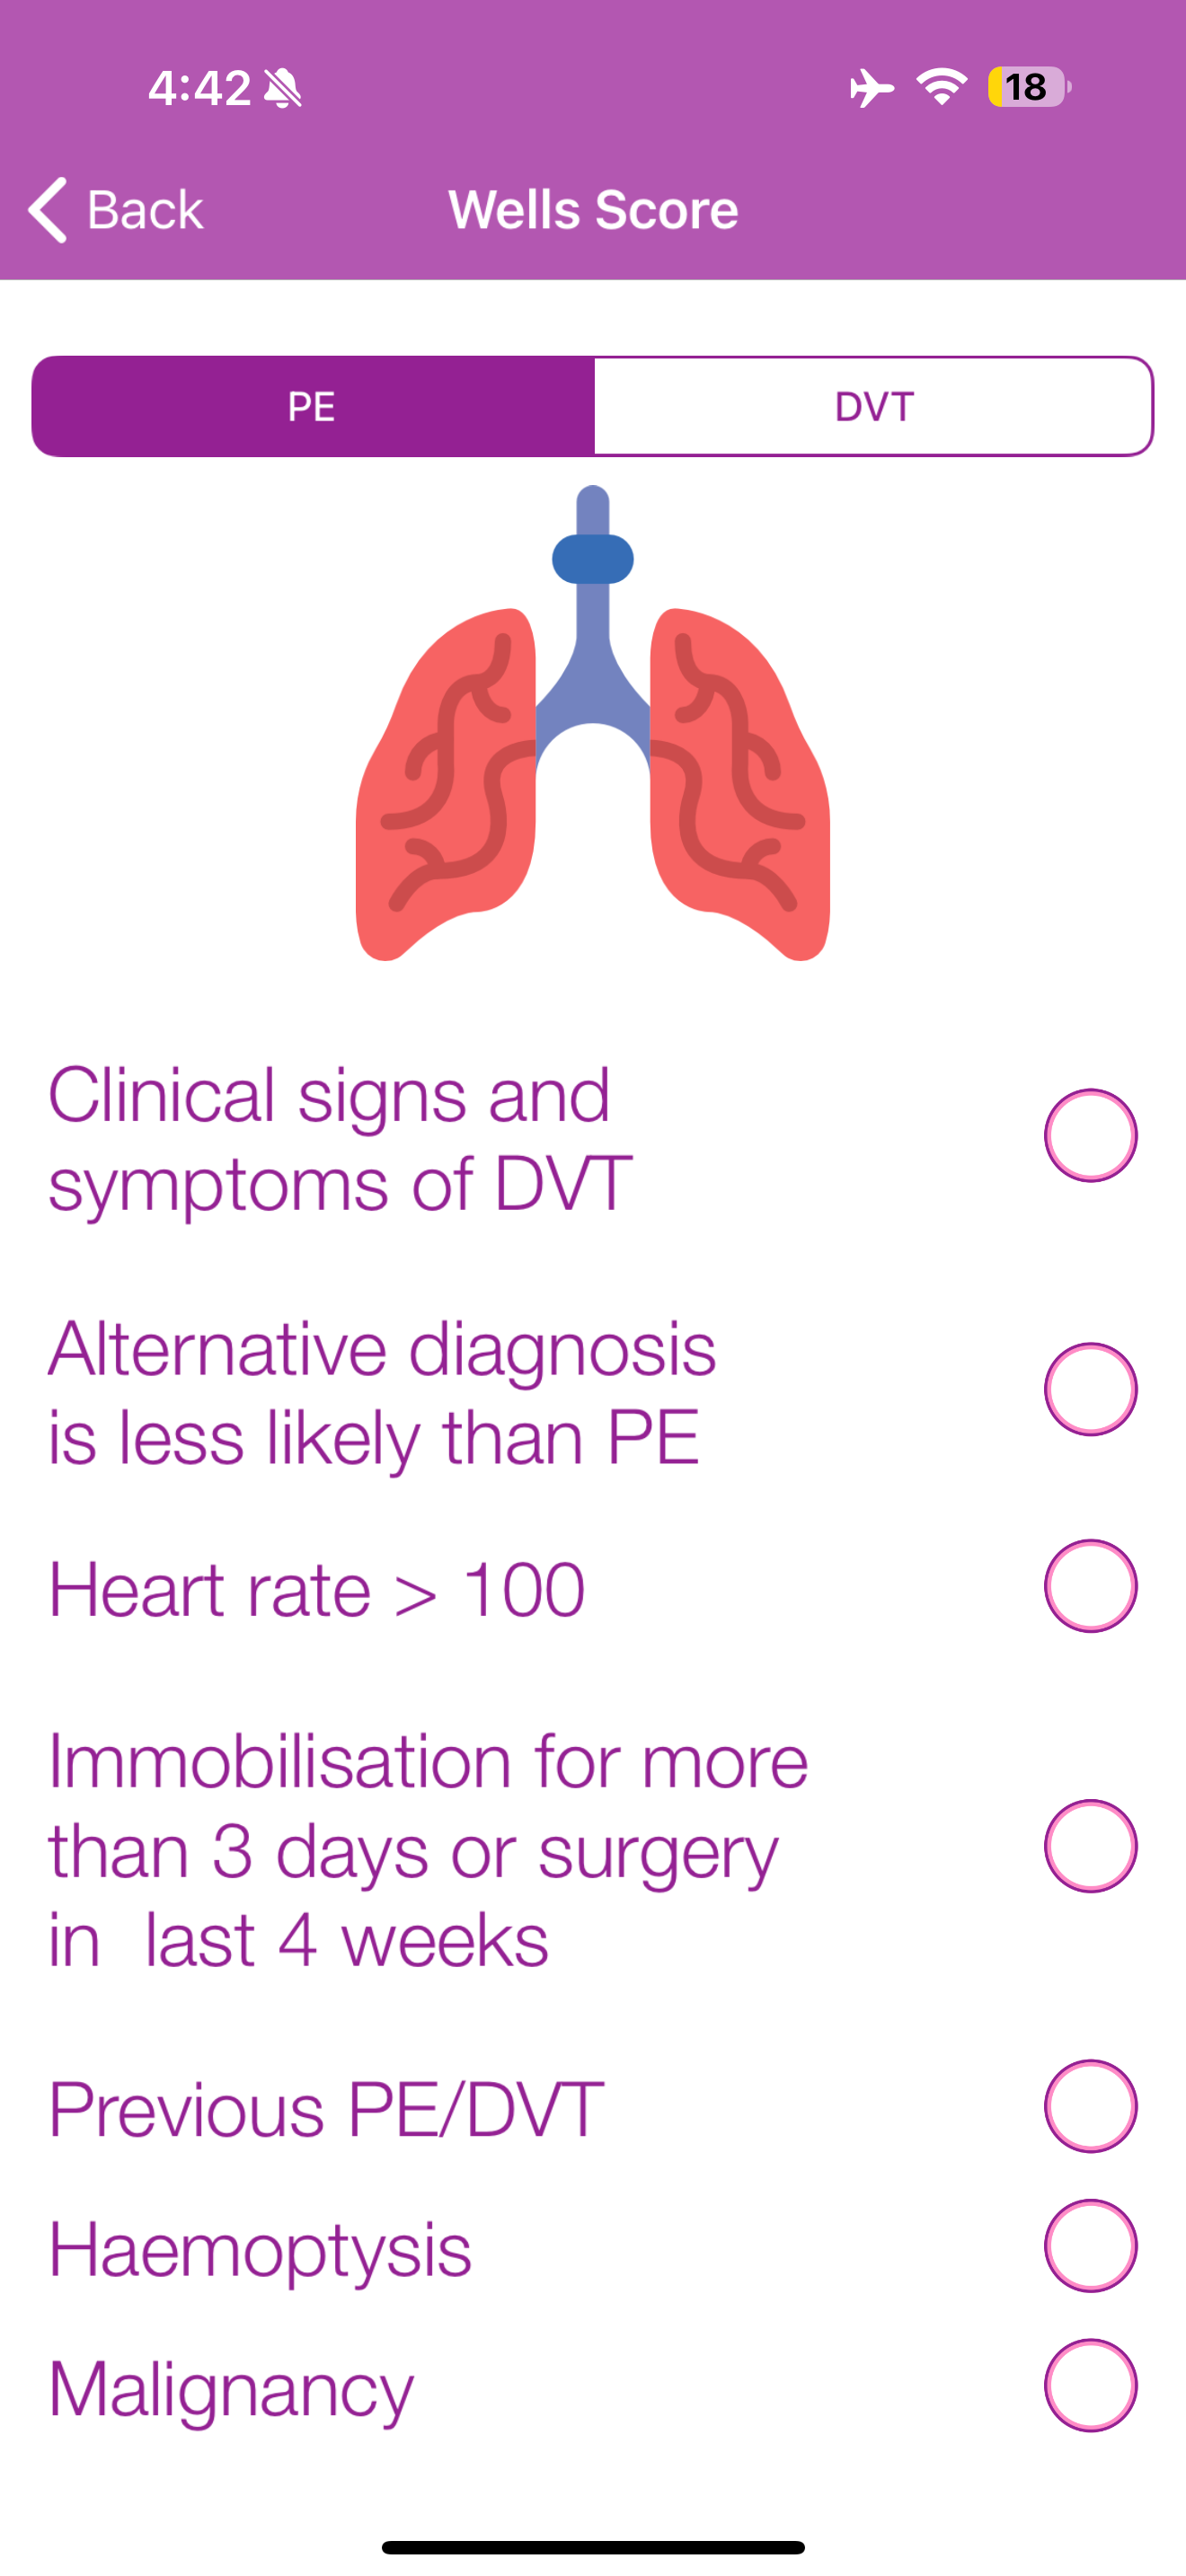 4:42
18
Back
Wells Score
PE
DVT
Clinical signs and
symptoms of DVT
Alternative diagnosis
is less likely than PE
Heart rate > 100
Immobilisation for more
than 3 days or surgery
in  last 4 weeks
Previous PE/DVT
Haemoptysis
Malignancy